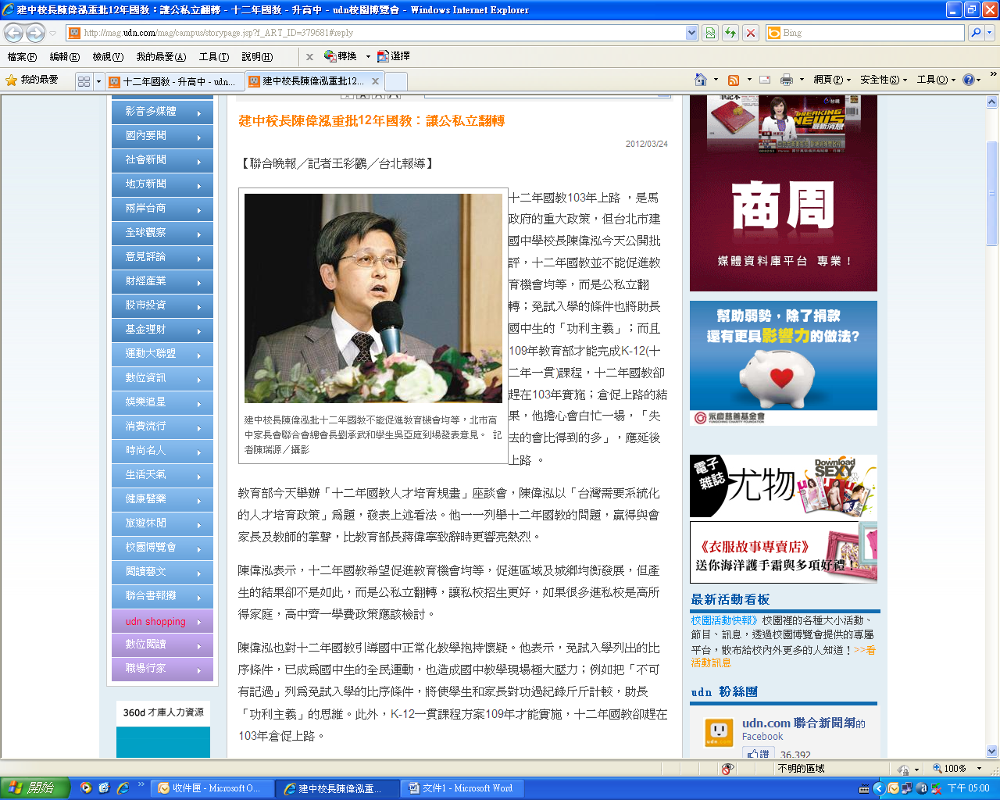 建中校長陳偉泓重批12年國教：讓公私立翻轉 - 十二年國教 - 升高中 - udn校園博覽會 - Windows Internet Explorer
http://mag.udn.com/mag/campus/storypage.jsp?f_ART_ID=379681#reply
Bing
檔案(F) 編輯(E) 檢視(V) 我的最愛(A) 工具(T) 說明(H)
轉換 選擇
我的最愛
十二年國教 - 升高中 - udn...
建中校長陳偉泓重批12...
網頁(P) 安全性(S) 工具(O)
影音多媒體
國內要聞
社會新聞
地方新聞
兩岸台商
全球觀察
意見評論
財經產業
股市投資
基金理財
運動大聯盟
數位資訊
娛樂追星
消費流行
時尚名人
生活天氣
健康醫藥
旅遊休閒
校園博覽會
閱讀藝文
聯合書報攤
udn shopping
數位閱讀
職場行家
360d 才庫人力資源
建中校長陳偉泓重批12年國教：讓公私立翻轉
2012/03/24
【聯合晚報／記者王彩鸝／台北報導】
十二年國教103年上路 ，是馬
政府的重大政策，但台北市建
國中學校長陳偉泓今天公開批
評，十二年國教並不能促進教
育機會均等，而是公私立翻
轉；免試入學的條件也將助長
國中生的「功利主義」；而且
109年教育部才能完成K-12(十
二年一貫)課程，十二年國教卻
趕在103年實施；倉促上路的結
果，他擔心會白忙一場，「失
去的會比得到的多」，應延後
上路 。
建中校長陳偉泓批十二年國教不能促進教育機會均等，北市高
中家長會聯合會總會長劉承武和學生吳亞庭到場發表意見。 記
者陳瑞源／攝影
教育部今天舉辦「十二年國教人才培育規畫」座談會，陳偉泓以「台灣需要系統化
的人才培育政策」為題，發表上述看法。他一一列舉十二年國教的問題，贏得與會
家長及教師的掌聲，比教育部長蔣偉寧致辭時更響亮熱烈。
陳偉泓表示，十二年國教希望促進教育機會均等，促進區域及城鄉均衡發展，但產
生的結果卻不是如此，而是公私立翻轉，讓私校招生更好，如果很多進私校是高所
得家庭，高中齊一學費政策應該檢討。
陳偉泓也對十二年國教引導國中正常化教學抱持懷疑。他表示，免試入學列出的比
序條件，已成為國中生的全民運動，也造成國中教學現場極大壓力；例如把「不可
有記過」列為免試入學的比序條件，將使學生和家長對功過紀錄斤斤計較，助長
「功利主義」的思維。此外，K-12一貫課程方案109年才能實施，十二年國教卻趕在
103年倉促上路。
BREAKING
NEWS
最新消息
商周
媒體資料庫平台 專業！
幫助弱勢，除了捐款
還有更具影響力的做法?
永慶慈善基金會
YUNGCHING CHARITY FOUNDATION
電子
雜誌
尤物
Download
SEXY
《衣服故事專賣店》
送你海洋護手霜與多項好禮！
最新活動看板
校園活動快報》校園裡的各種大小活動、
節目、訊息，透過校園博覽會提供的專屬
平台，散布給校內外更多的人知道！>>看
活動訊息
udn 粉絲團
udn.com 聯合新聞網的
Facebook
讚 36,392
不明的區域 100%
開始
收件匣 - Microsoft O...
建中校長陳偉泓重...
文件1 - Microsoft Word
下午 05:00